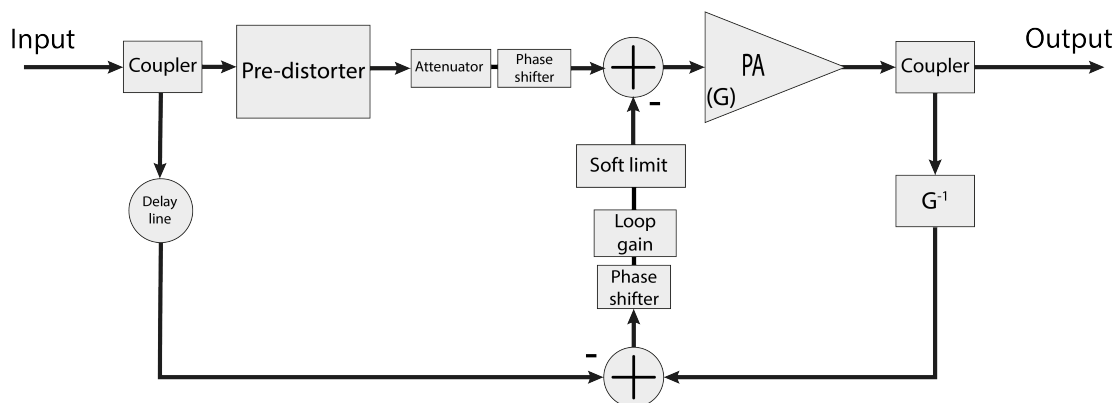 Input
Coupler
Pre-distorter
Attenuator
Phase
shifter
-
PA
(G)
Coupler
Output
Soft limit
Delay
line
G⁻¹
Loop
gain
Phase
shifter
-